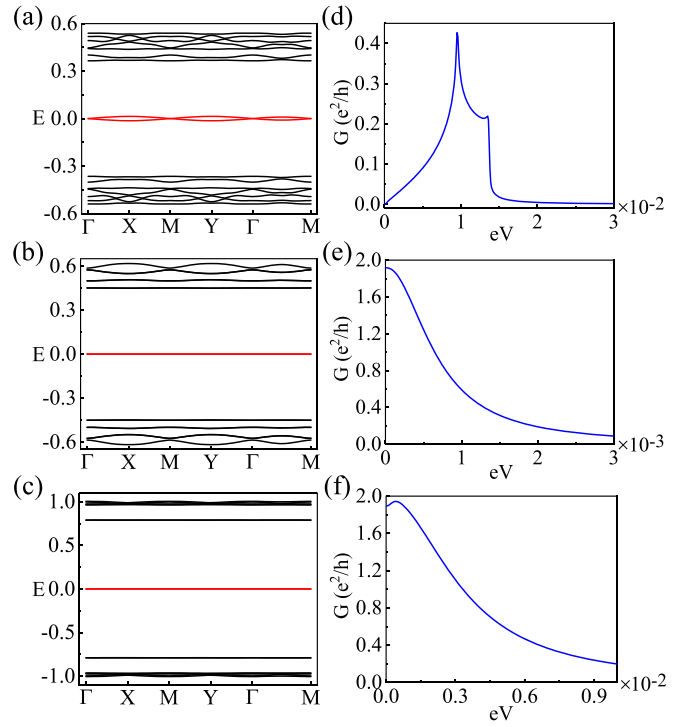 (a)
0.6
0.3
E 0.0
-0.3
-0.6
Γ X M Y Γ M
(d)
G (e²/h)
0.4
0.3
0.2
0.1
0.0
0 1 2 3 ×10⁻²
eV
(b)
0.6
0.3
E 0.0
-0.3
-0.6
Γ X M Y Γ M
(e)
G (e²/h)
2.0
1.6
1.2
0.8
0.4
0.0
0 1 2 3
×10⁻³
eV
(c)
1.0
0.5
E 0.0
-0.5
-1.0
Γ X M Y Γ M
(f)
G (e²/h)
2.0
1.6
1.2
0.8
0.4
0.0
0.0 0.3 0.6 0.9
×10⁻²
eV